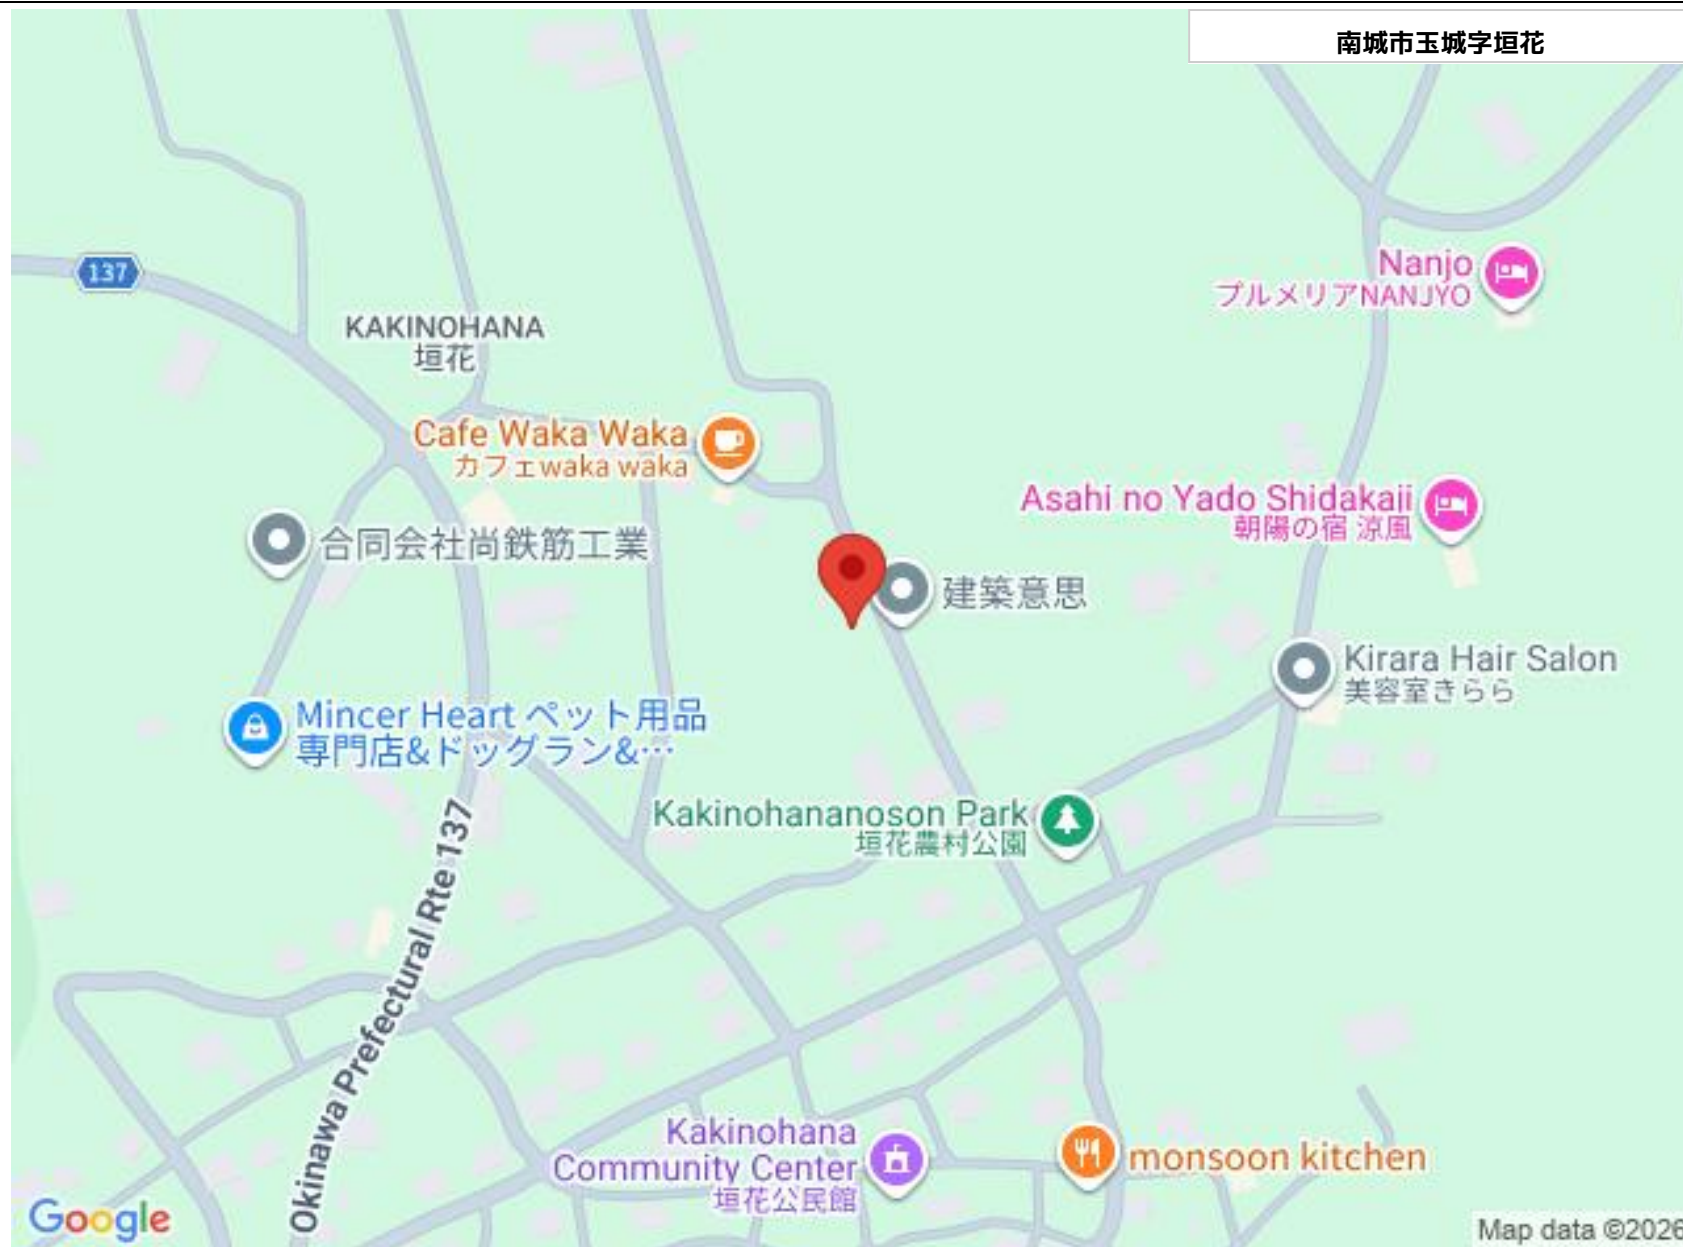 南城市玉城字垣花
Nanjo
プルメリアNANJYO
137
KAKINOHANA
垣花
Cafe Waka Waka
カフェwaka waka
Asahi no Yado Shidakaji
朝陽の宿 涼風
合同会社尚鉄筋工業
建築意思
Kirara Hair Salon
美容室きらら
Mincer Heart ペット用品
専門店&ドッグラン&…
Kakinohananoson Park
垣花農村公園
Okinawa Prefectural Rte 137
Kakinohana
Community Center
垣花公民館
monsoon kitchen
Google
Map data ©2026